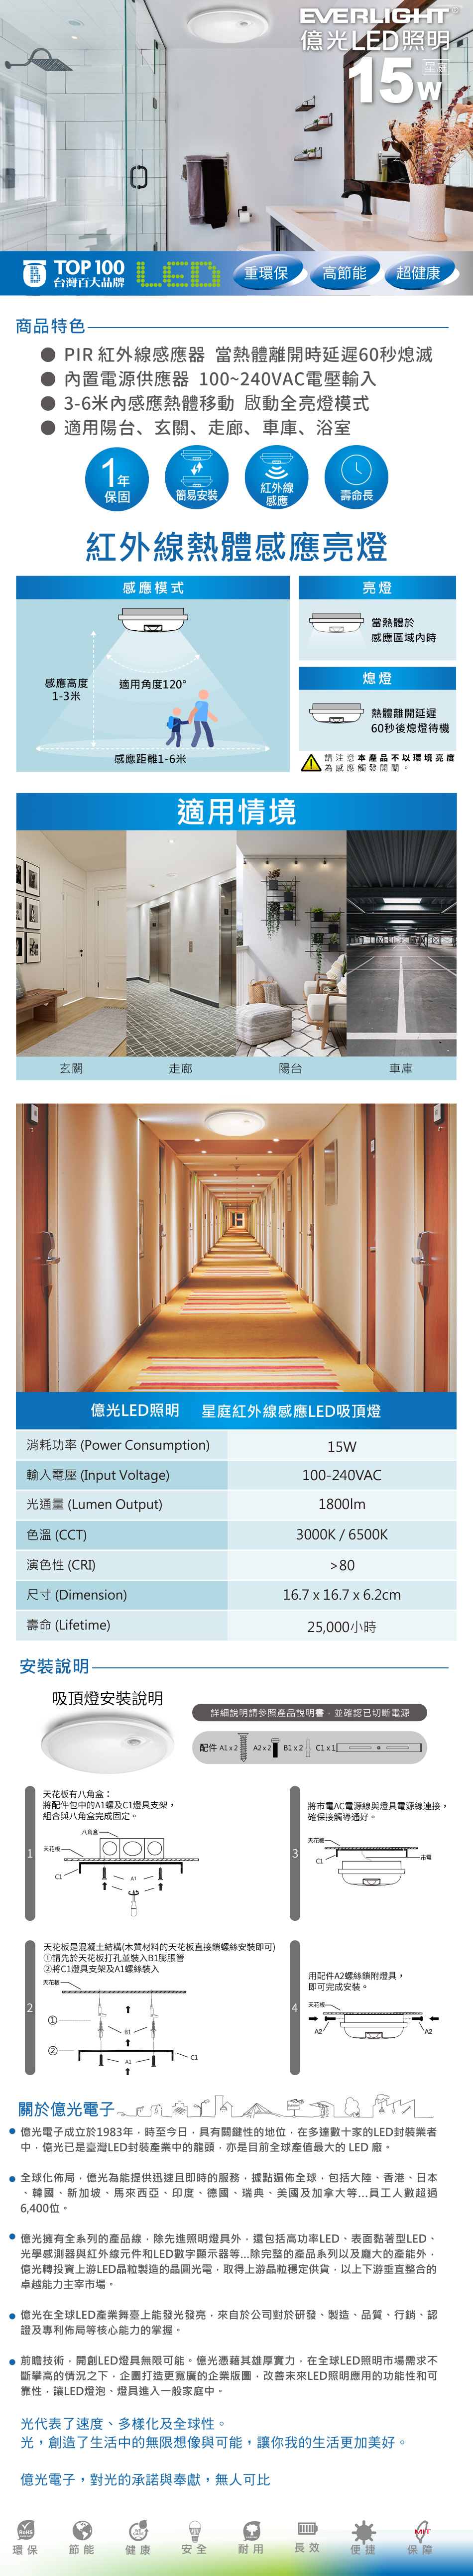 EVERLIGHT
億光LED照明
星庭
15W
TOP 100
台灣百大品牌
LED
重環保
高節能
超健康
商品特色
● PIR 紅外線感應器 當熱體離開時延遲60秒熄滅
● 內置電源供應器 100~240VAC電壓輸入
● 3-6米內感應熱體移動 啟動全亮燈模式
● 適用陽台、玄關、走廊、車庫、浴室
1年
保固
簡易安裝
紅外線
感應
壽命長
紅外線熱體感應亮燈
感應模式
感應高度
1-3米
適用角度120°
感應距離1-6米
亮燈
當熱體於
感應區域內時
熄燈
熱體離開延遲
60秒後熄燈待機
請注意本產品不以環境亮度
為感應觸發開關。
適用情境
玄關
走廊
陽台
車庫
億光LED照明 星庭紅外線感應LED吸頂燈
消耗功率 (Power Consumption) 15W
輸入電壓 (Input Voltage) 100-240VAC
光通量 (Lumen Output) 1800lm
色溫 (CCT) 3000K / 6500K
演色性 (CRI) >80
尺寸 (Dimension) 16.7 x 16.7 x 6.2cm
壽命 (Lifetime) 25,000小時
安裝說明
吸頂燈安裝說明
詳細說明請參照產品說明書，並確認已切斷電源
配件 A1 x 2 A2 x 2 B1 x 2 C1 x 1
1
天花板有八角盒：
將配件包中的A1螺及C1燈具支架，
組合與八角盒完成固定。
八角盒
天花板
C1
A1
3
將市電AC電源線與燈具電源線連接，
確保接觸導通好。
天花板
C1
市電
2
天花板是混凝土結構(木質材料的天花板直接鎖螺絲安裝即可)
①請先於天花板打孔並裝入B1膨脹管
②將C1燈具支架及A1螺絲裝入
天花板
①
B1
②
A1
C1
4
用配件A2螺絲鎖附燈具，
即可完成安裝。
天花板
A2
A2
關於億光電子
● 億光電子成立於1983年，時至今日，具有關鍵性的地位，在多達數十家的LED封裝業者
中，億光已是臺灣LED封裝產業中的龍頭，亦是目前全球產值最大的 LED 廠。
● 全球化佈局，億光為能提供迅速且即時的服務，據點遍佈全球，包括大陸、香港、日本
、韓國、新加坡、馬來西亞、印度、德國、瑞典、美國及加拿大等...員工人數超過
6,400位。
● 億光擁有全系列的產品線，除先進照明燈具外，還包括高功率LED、表面黏著型LED、
光學感測器與紅外線元件和LED數字顯示器等...除完整的產品系列以及龐大的產能外，
億光轉投資上游LED晶粒製造的晶圓光電，取得上游晶粒穩定供貨，以上下游垂直整合的
卓越能力主宰市場。
● 億光在全球LED產業舞臺上能發光發亮，來自於公司對於研發、製造、品質、行銷、認
證及專利佈局等核心能力的掌握。
● 前瞻技術，開創LED燈具無限可能。億光憑藉其雄厚實力，在全球LED照明市場需求不
斷攀高的情況之下，企圖打造更寬廣的企業版圖，改善未來LED照明應用的功能性和可
靠性，讓LED燈泡、燈具進入一般家庭中。
光代表了速度、多樣化及全球性。
光，創造了生活中的無限想像與可能，讓你我的生活更加美好。
億光電子，對光的承諾與奉獻，無人可比
RoHS
MIT
環保
節能
健康
安全
耐用
長效
便捷
保障